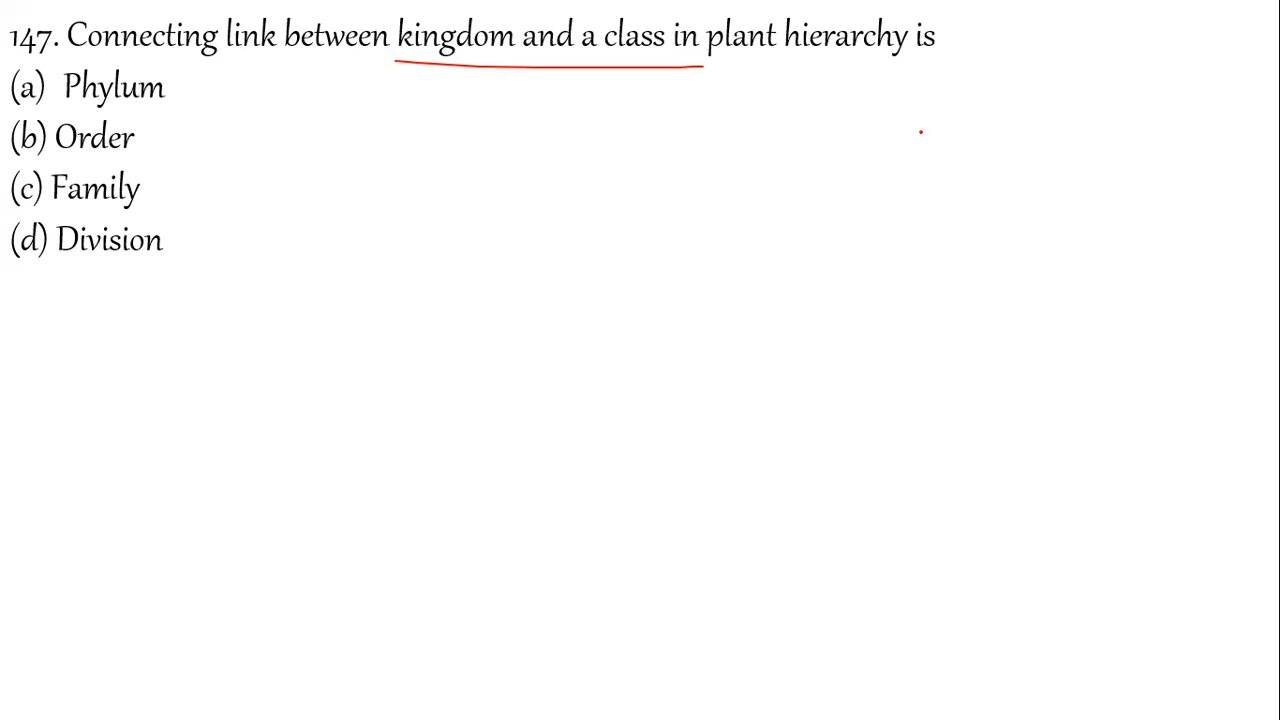 147. Connecting link between kingdom and a class in plant hierarchy is
(a) Phylum
(b) Order
(c) Family
(d) Division